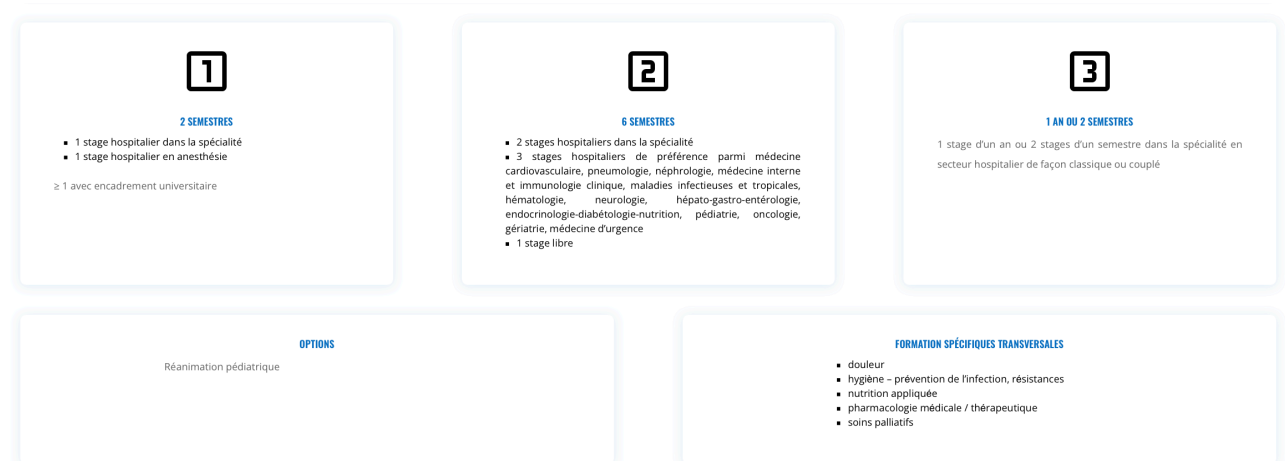 1
2 SEMESTRES
▪ 1 stage hospitalier dans la spécialité
▪ 1 stage hospitalier en anesthésie
≥ 1 avec encadrement universitaire
2
6 SEMESTRES
▪ 2 stages hospitaliers dans la spécialité
▪ 3 stages hospitaliers de préférence parmi médecine
cardiovasculaire, pneumologie, néphrologie, médecine interne
et immunologie clinique, maladies infectieuses et tropicales,
hématologie, neurologie, hépato-gastro-entérologie,
endocrinologie-diabétologie-nutrition, pédiatrie, oncologie,
gériatrie, médecine d’urgence
▪ 1 stage libre
3
1 AN OU 2 SEMESTRES
1 stage d’un an ou 2 stages d’un semestre dans la spécialité en
secteur hospitalier de façon classique ou couplé
OPTIONS
Réanimation pédiatrique
FORMATION SPÉCIFIQUES TRANSVERSALES
▪ douleur
▪ hygiène – prévention de l’infection, résistances
▪ nutrition appliquée
▪ pharmacologie médicale / thérapeutique
▪ soins palliatifs